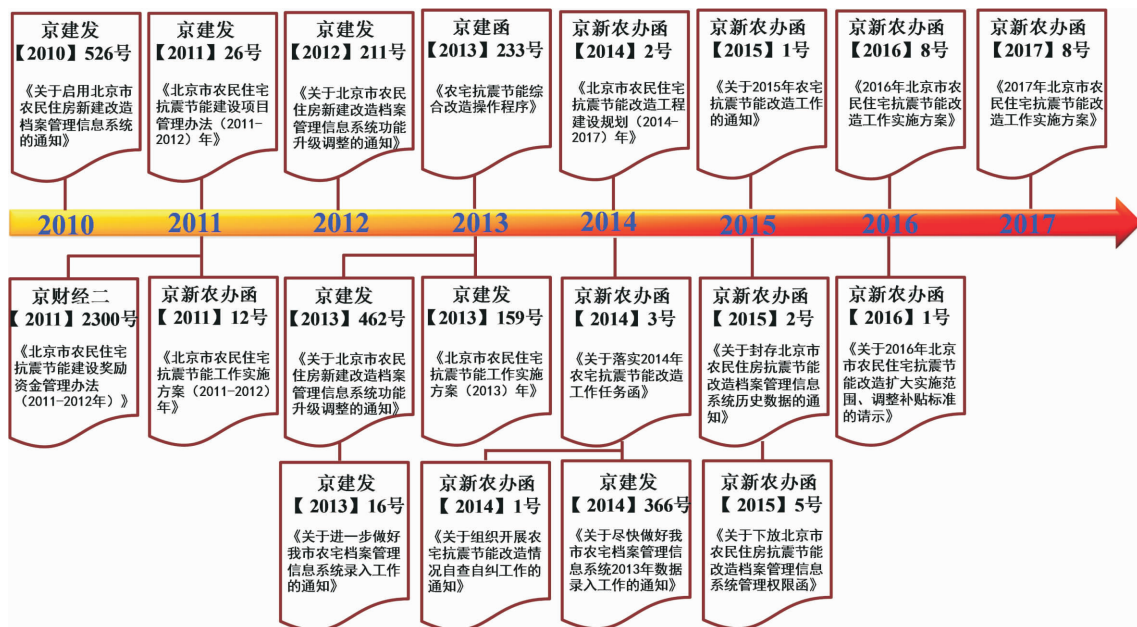 京建发
【2010】526号
《关于启用北京市
农民住房新建改造
档案管理信息系统
的通知》
京建发
【2011】26号
《北京市农民住宅
抗震节能建设项目
管理办法（2011-
2012）年》
京建发
【2012】211号
《关于北京市农民
住房新建改造档案
管理信息系统功能
升级调整的通知》
京建函
【2013】233号
《农宅抗震节能综
合改造操作程序》
京新农办函
【2014】2号
《北京市农民住宅
抗震节能改造工程
建设规划（2014-
2017）年》
京新农办函
【2015】1号
《关于2015年农宅
抗震节能改造工作
的通知》
京新农办函
【2016】8号
《2016年北京市农
民住宅抗震节能改
造工作实施方案》
京新农办函
【2017】8号
《2017年北京市农
民住宅抗震节能改
造工作实施方案》
2010
2011
2012
2013
2014
2015
2016
2017
京财经二
【2011】2300号
《北京市农民住宅
抗震节能建设奖励
资金管理办法
（2011-2012年）》
京新农办函
【2011】12号
《北京市农民住宅
抗震节能工作实施
方案（2011-2012）
年》
京建发
【2013】462号
《关于北京市农民
住房新建改造档案
管理信息系统功能
升级调整的通知》
京建发
【2013】159号
《北京市农民住宅
抗震节能工作实施
方案（2013）年》
京新农办函
【2014】3号
《关于落实2014年
农宅抗震节能改造
工作任务函》
京新农办函
【2015】2号
《关于封存北京市
农民住房抗震节能
改造档案管理信息
系统历史数据的通
知》
京新农办函
【2016】1号
《关于2016年北京
市农民住宅抗震节
能改造扩大实施范
围、调整补贴标准
的请示》
京建发
【2013】16号
《关于进一步做好
我市农宅档案管理
信息系统录入工作
的通知》
京新农办函
【2014】1号
《关于组织开展农
宅抗震节能改造情
况自查自纠工作的
通知》
京建发
【2014】366号
《关于尽快做好我
市农宅档案管理信
息系统2013年数据
录入工作的通知》
京新农办函
【2015】5号
《关于下放北京市
农民住房抗震节能
改造档案管理信息
系统管理权限函》